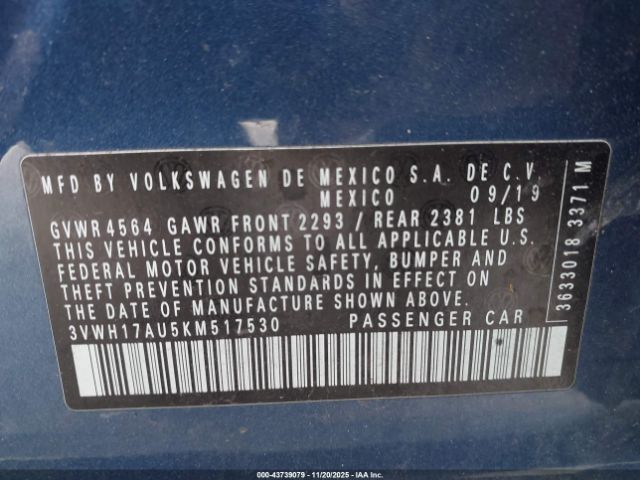 MFD BY VOLKSWAGEN DE MEXICO S.A. DE C.V.
MEXICO 09/19
GVWR 4564 GAWR FRONT 2293 / REAR 2381 LBS
THIS VEHICLE CONFORMS TO ALL APPLICABLE U.S.
FEDERAL MOTOR VEHICLE SAFETY, BUMPER AND
THEFT PREVENTION STANDARDS IN EFFECT ON
THE DATE OF MANUFACTURE SHOWN ABOVE.
3VWH17AU5KM517530 PASSENGER CAR
3633018 3371 M
000-43739079 - 11/20/2025 - IAAI.com